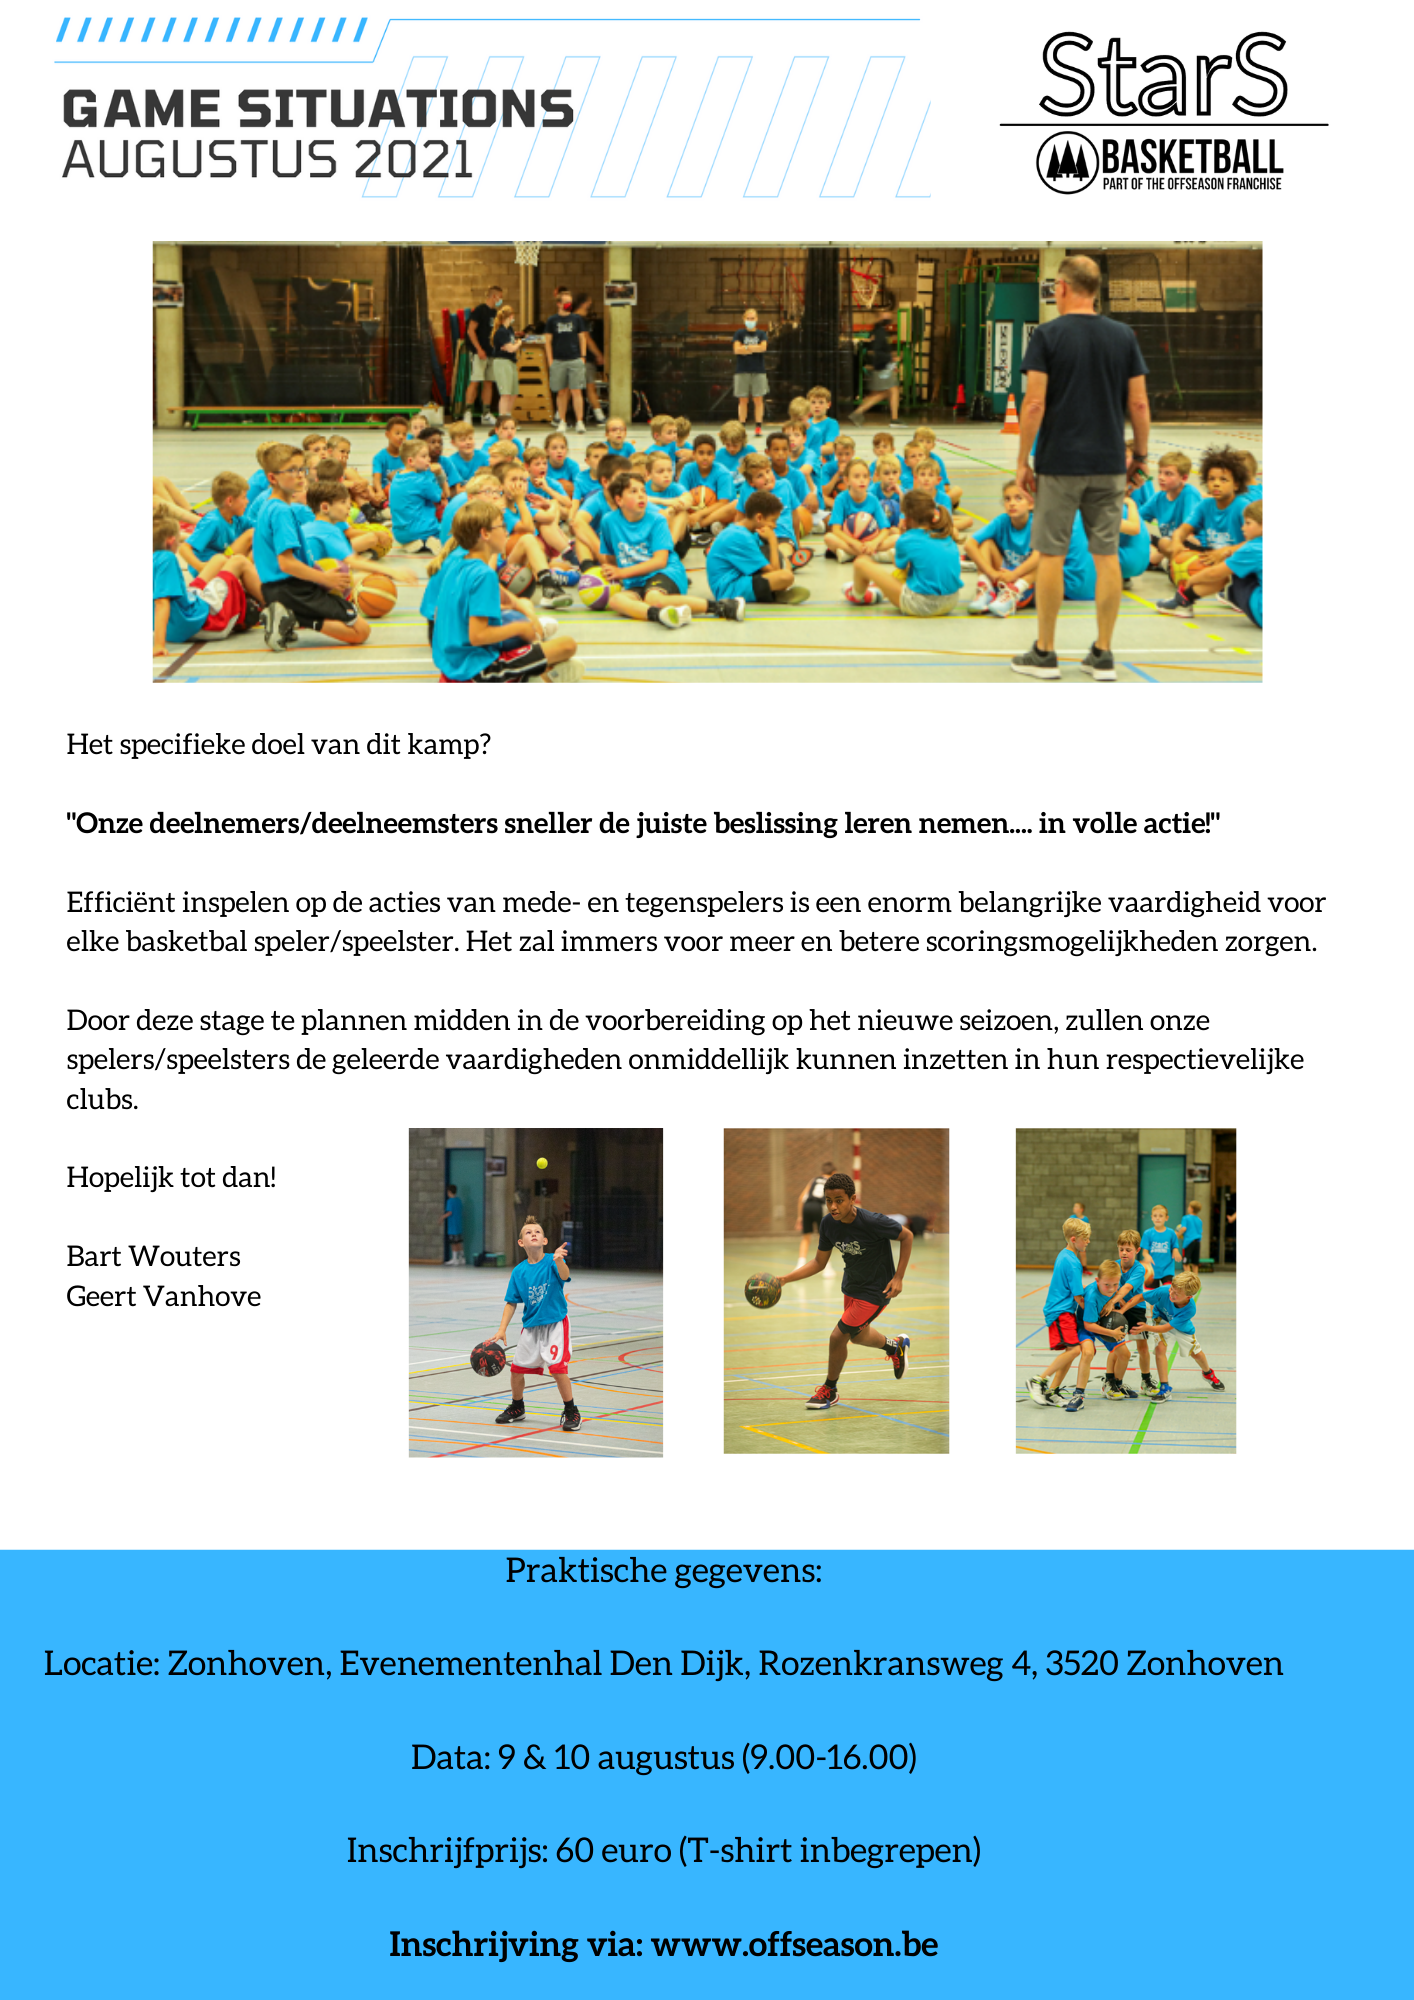 GAME SITUATIONS
AUGUSTUS 2021
StarS
BASKETBALL
PART OF THE OFFSEASON FRANCHISE
Het specifieke doel van dit kamp?
"Onze deelnemers/deelneemsters sneller de juiste beslissing leren nemen.... in volle actie!"
Efficiënt inspelen op de acties van mede- en tegenspelers is een enorm belangrijke vaardigheid voor
elke basketbal speler/speelster. Het zal immers voor meer en betere scoringsmogelijkheden zorgen.
Door deze stage te plannen midden in de voorbereiding op het nieuwe seizoen, zullen onze
spelers/speelsters de geleerde vaardigheden onmiddellijk kunnen inzetten in hun respectievelijke
clubs.
Hopelijk tot dan!
Bart Wouters
Geert Vanhove
9
Praktische gegevens:
Locatie: Zonhoven, Evenementenhal Den Dijk, Rozenkransweg 4, 3520 Zonhoven
Data: 9 & 10 augustus (9.00-16.00)
Inschrijfprijs: 60 euro (T-shirt inbegrepen)
Inschrijving via: www.offseason.be